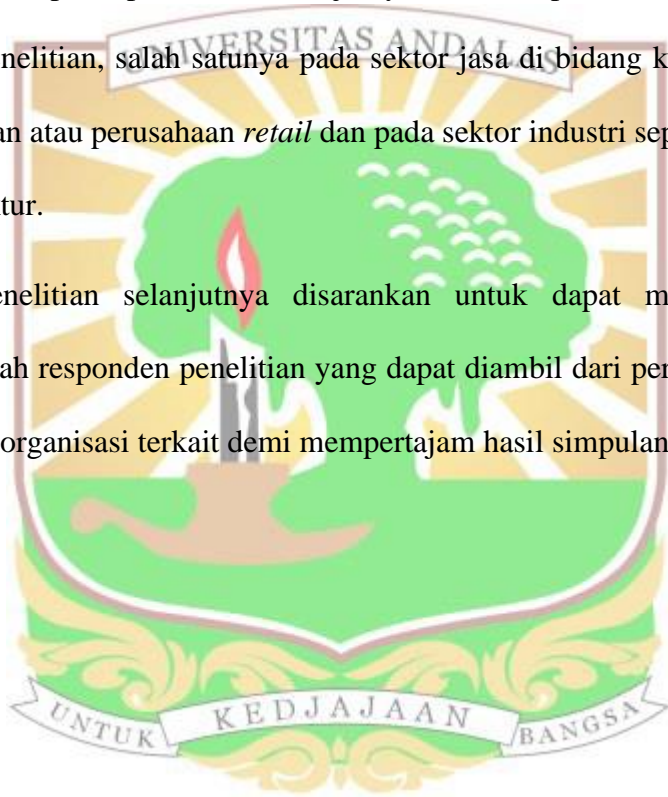 UNIVERSITAS ANDALAS
nelitian, salah satunya pada sektor jasa di bidang k
an atau perusahaan retail dan pada sektor industri sep
tur.
enelitian selanjutnya disarankan untuk dapat m
ah responden penelitian yang dapat diambil dari per
organisasi terkait demi mempertajam hasil simpulan
UNTUK KEDJAJAAN BANGSA